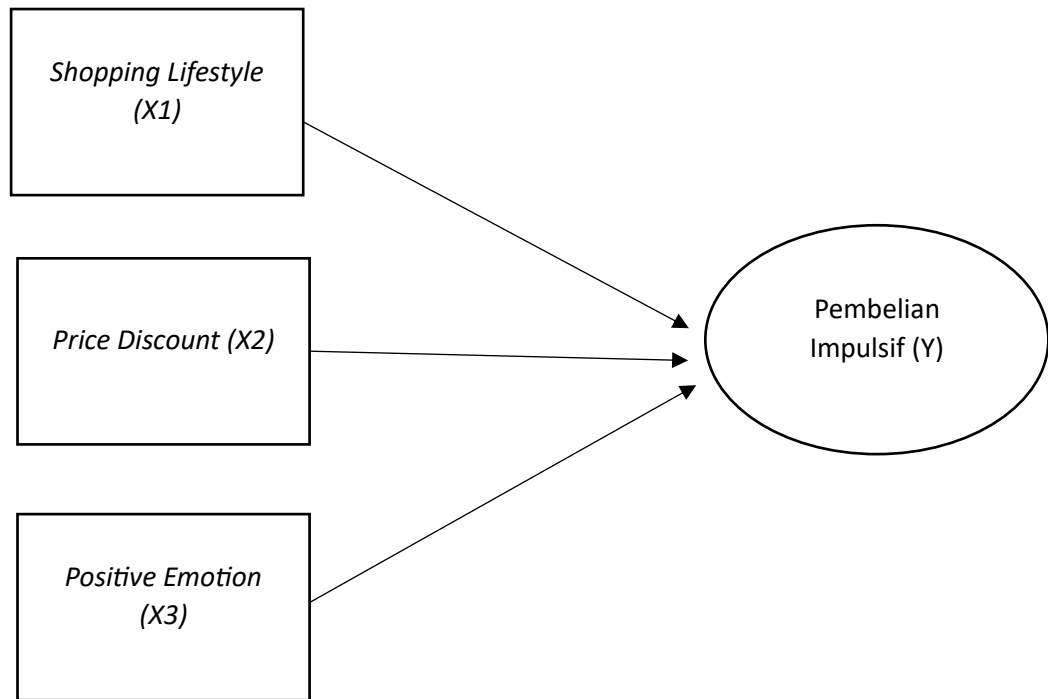 Shopping Lifestyle
(X1)
Price Discount (X2)
Pembelian
Impulsif (Y)
Positive Emotion
(X3)